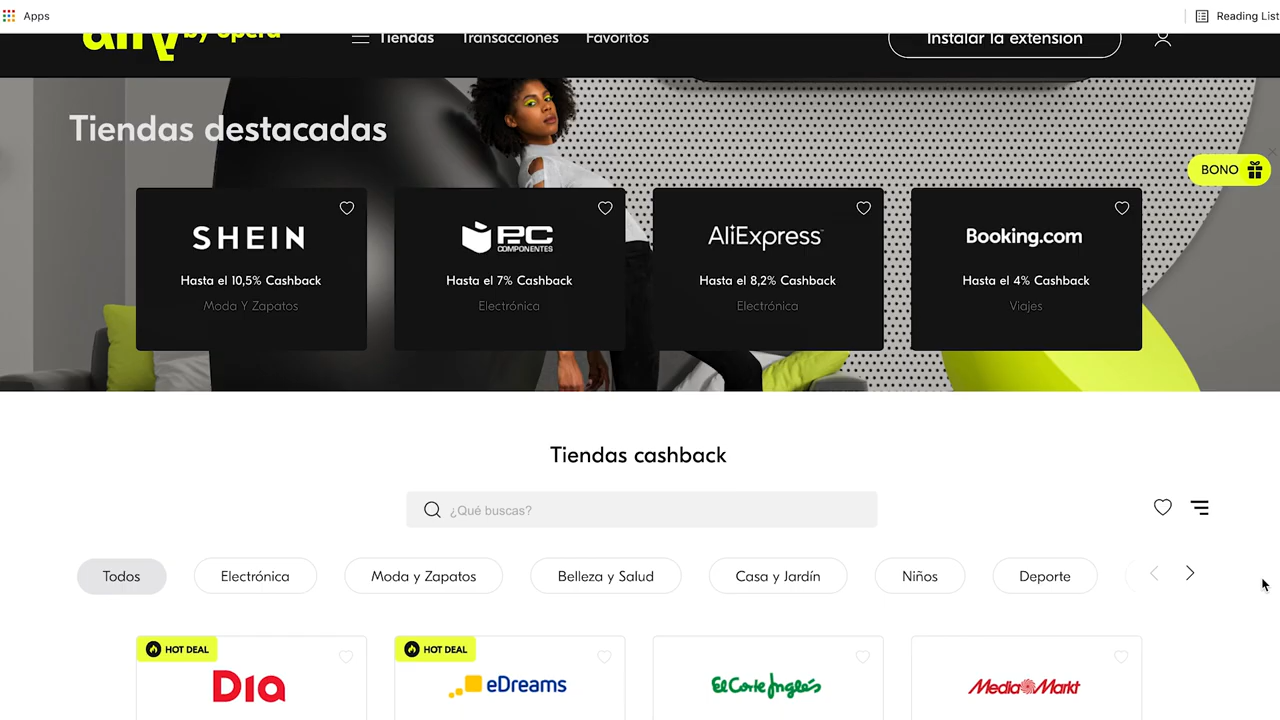 Apps
Reading List
by opera
Tiendas
Transacciones
Favoritos
Instalar la extensión
Tiendas destacadas
BONO
SHEIN
Hasta el 10,5% Cashback
Moda Y Zapatos
PC
COMPONENTES
Hasta el 7% Cashback
Electrónica
AliExpress
Hasta el 8,2% Cashback
Electrónica
Booking.com
Hasta el 4% Cashback
Viajes
Tiendas cashback
¿Qué buscas?
Todos
Electrónica
Moda y Zapatos
Belleza y Salud
Casa y Jardín
Niños
Deporte
HOT DEAL
Dia
HOT DEAL
eDreams
El Corte Inglés
MediaMarkt